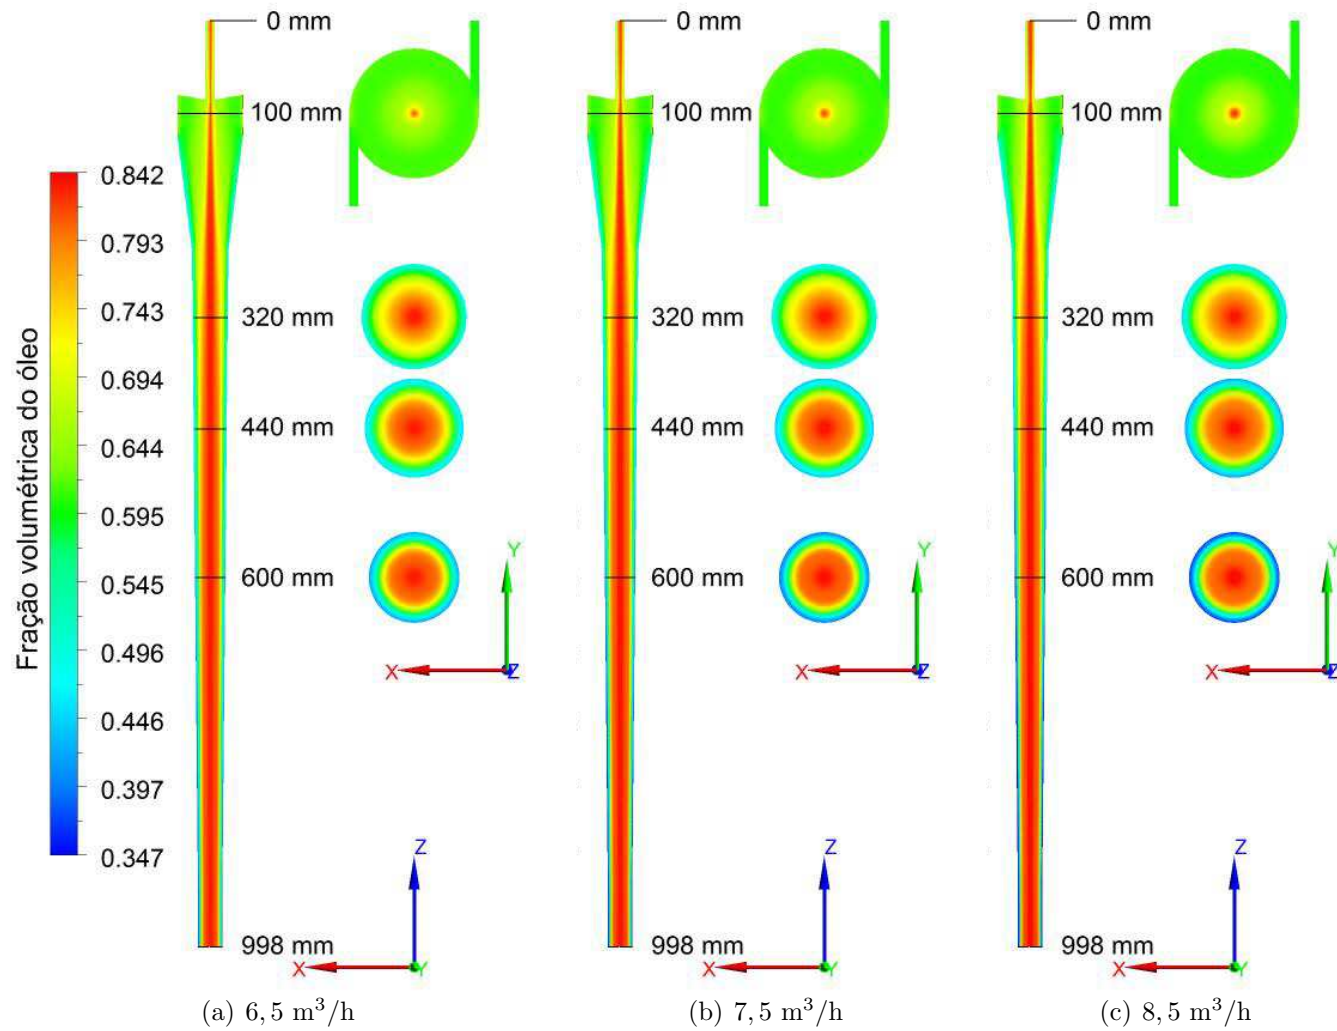 0 mm
100 mm
320 mm
440 mm
600 mm
998 mm
0 mm
100 mm
320 mm
440 mm
600 mm
998 mm
0 mm
100 mm
320 mm
440 mm
600 mm
998 mm
Fração volumétrica do óleo
0.842
0.793
0.743
0.694
0.644
0.595
0.545
0.496
0.446
0.397
0.347
Y
X
Z
Y
X
Z
Y
X
Z
Z
X
Y
Z
X
Y
Z
X
Y
(a) 6,5 m³/h
(b) 7,5 m³/h
(c) 8,5 m³/h